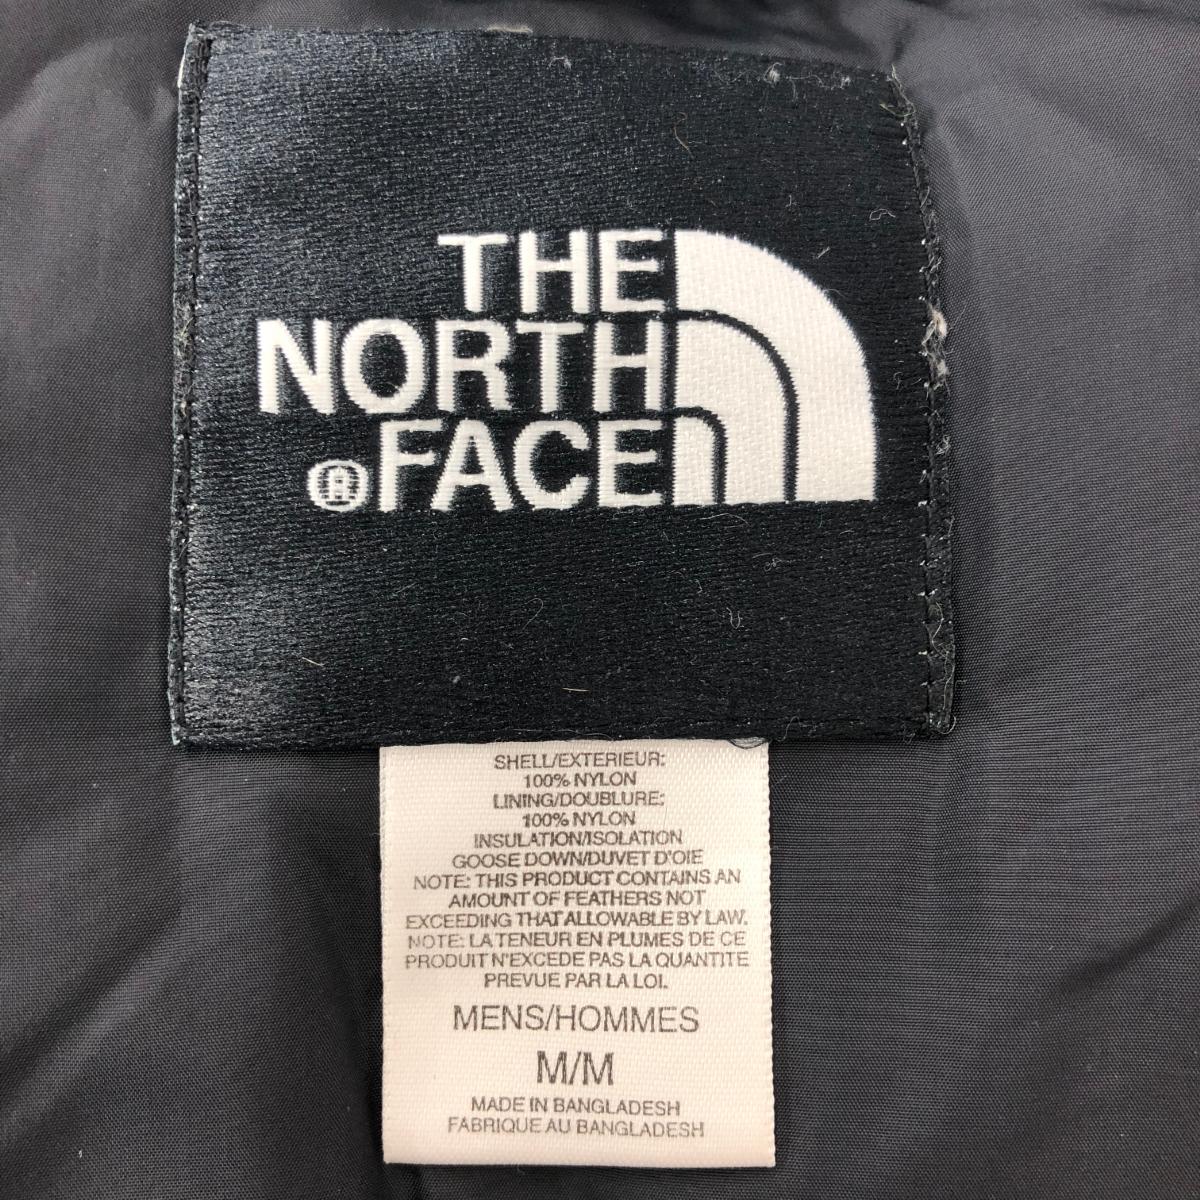 THE
NORTH
® FACE
SHELL/EXTERIEUR:
100% NYLON
LINING/DOUBLURE:
100% NYLON
INSULATION/ISOLATION
GOOSE DOWN/DUVET D'OIE
NOTE: THIS PRODUCT CONTAINS AN
AMOUNT OF FEATHERS NOT
EXCEEDING THAT ALLOWABLE BY LAW.
NOTE: LA TENEUR EN PLUMES DE CE
PRODUIT N'EXCEDE PAS LA QUANTITE
PREVUE PAR LA LOI.
MENS/HOMMES
M/M
MADE IN BANGLADESH
FABRIQUE AU BANGLADESH